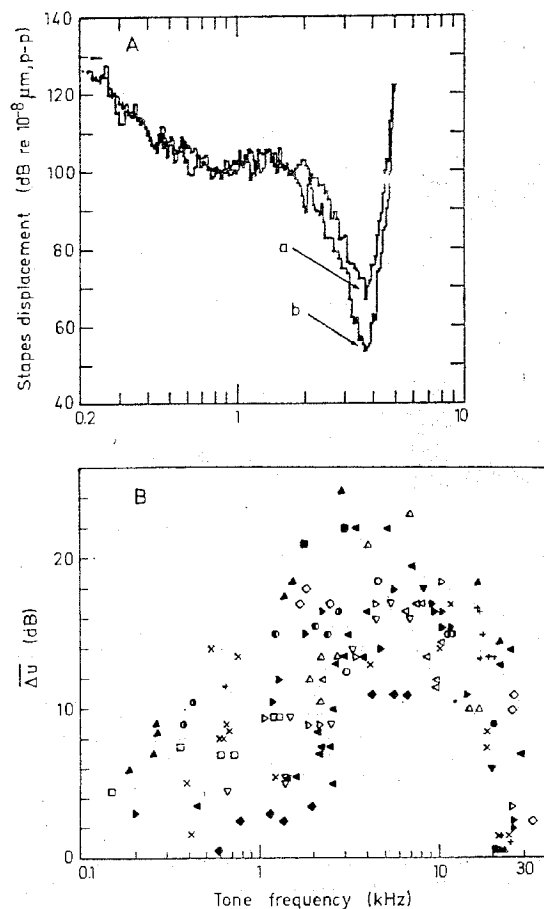 A
Stapes displacement (dB re 10⁻⁸ μm, p-p)
140
120
100
80
60
40
a
b
0.2
1
10
B
Δu (dB)
20
10
0
0.1
1
10
30
Tone frequency (kHz)